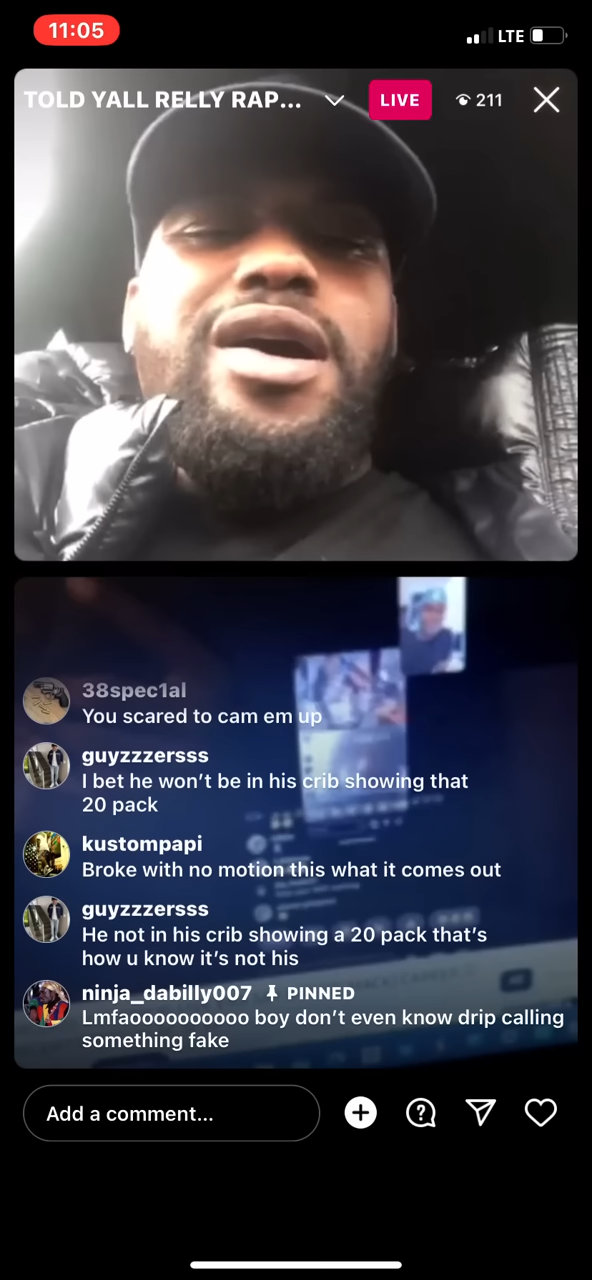 11:05
LTE
TOLD YALL RELLY RAP...
LIVE
211
38spec1al
You scared to cam em up
guyzzzersss
I bet he won’t be in his crib showing that
20 pack
kustompapi
Broke with no motion this what it comes out
guyzzzersss
He not in his crib showing a 20 pack that’s
how u know it’s not his
ninja_dabilly007 PINNED
Lmfaoooooooooo boy don’t even know drip calling
something fake
Add a comment...